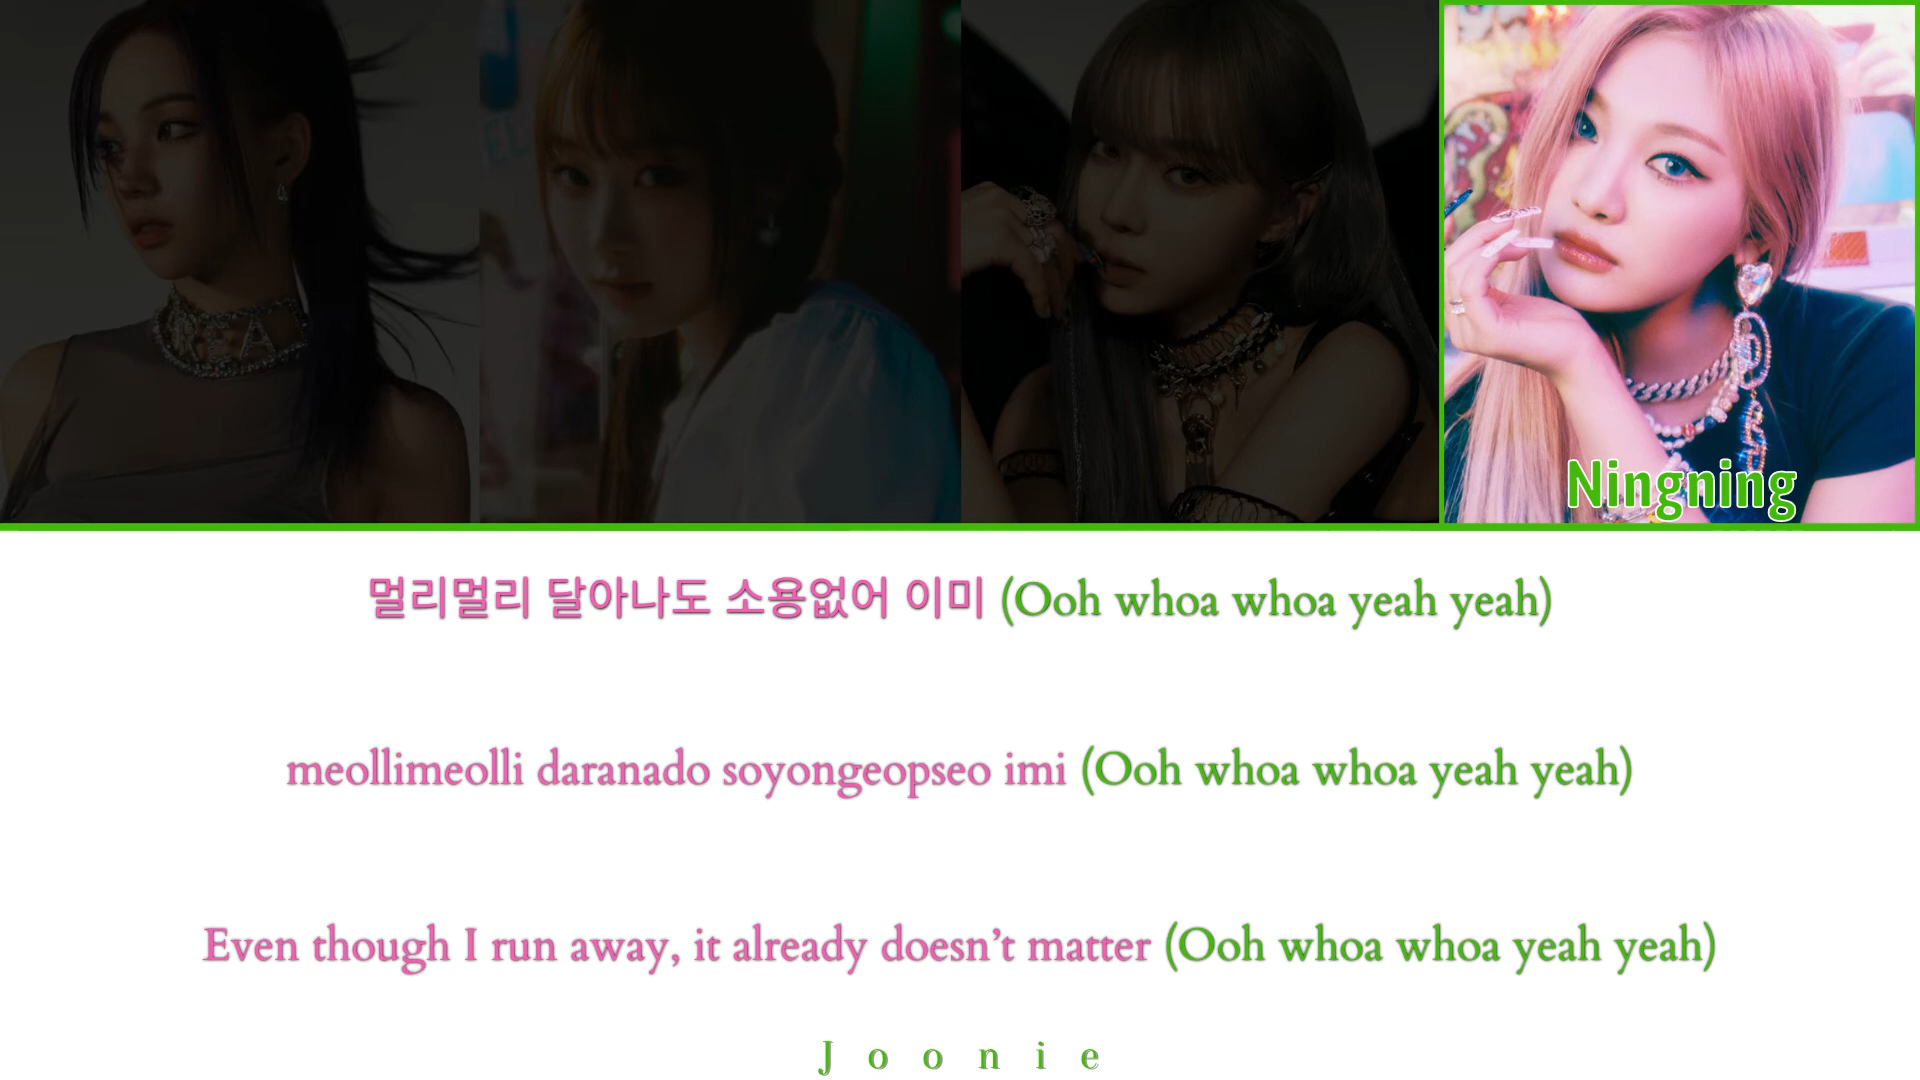 Ningning
멀리멀리 달아나도 소용없어 이미 (Ooh whoa whoa yeah yeah)
meollimeolli daranado soyongeopseo imi (Ooh whoa whoa yeah yeah)
Even though I run away, it already doesn’t matter (Ooh whoa whoa yeah yeah)
Joonie